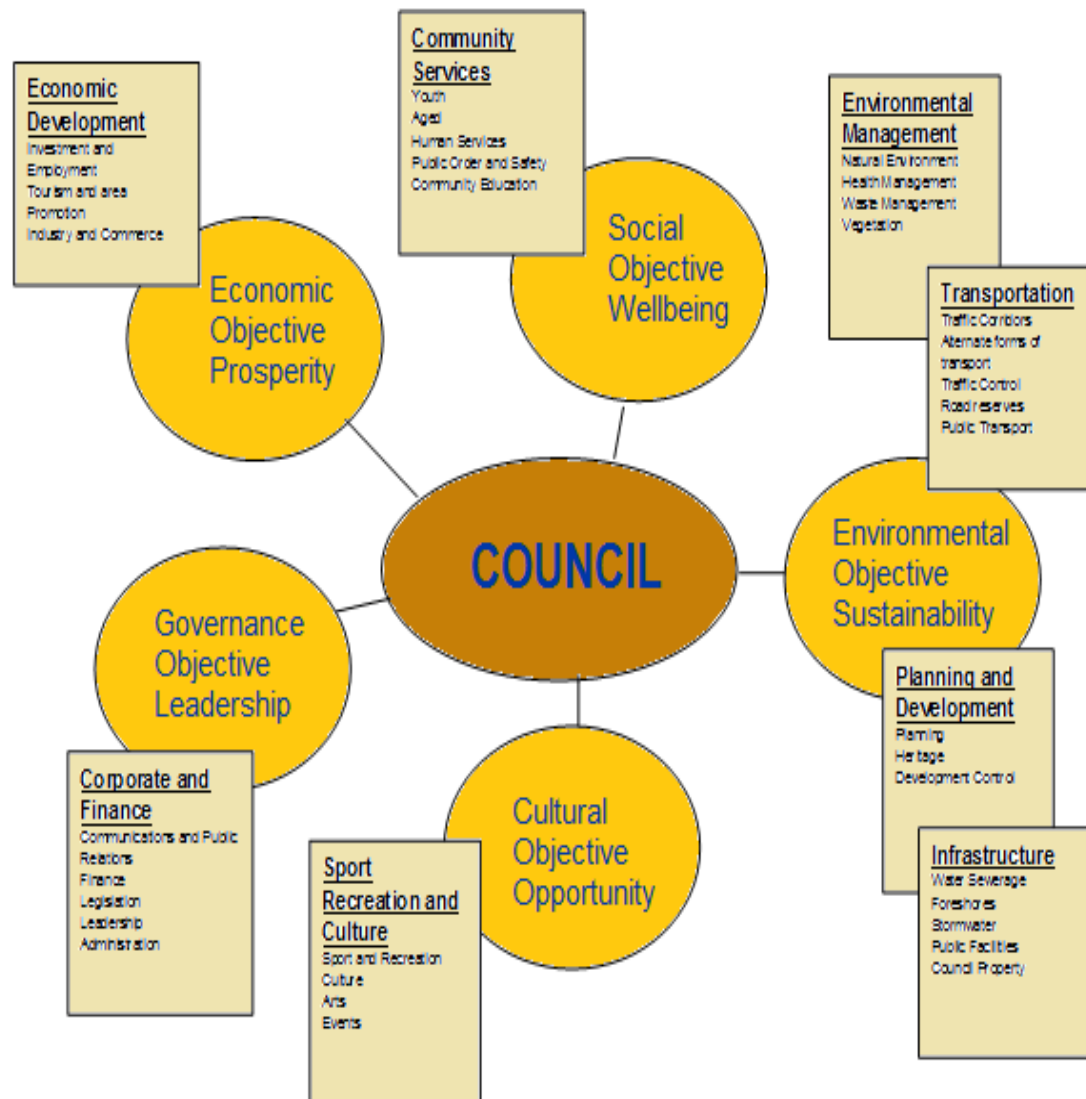 Economic
Development
Investment and
Employment
Tourism and area
Promotion
Industry and Commerce
Economic
Objective
Prosperity
Community
Services
Youth
Aged
Human Services
Public Order and Safety
Community Education
Social
Objective
Wellbeing
Environmental
Management
Natural Environment
Health Management
Waste Management
Vegetation
Transportation
Traffic Corridors
Alternate forms of
transport
Traffic Control
Road reserves
Public Transport
COUNCIL
Environmental
Objective
Sustainability
Governance
Objective
Leadership
Planning and
Development
Planning
Heritage
Development Control
Corporate and
Finance
Communications and Public
Relations
Finance
Legislation
Leadership
Administration
Cultural
Objective
Opportunity
Sport
Recreation and
Culture
Sport and Recreation
Culture
Arts
Events
Infrastructure
Water Sewerage
Foreshores
Stormwater
Public Facilities
Council Property